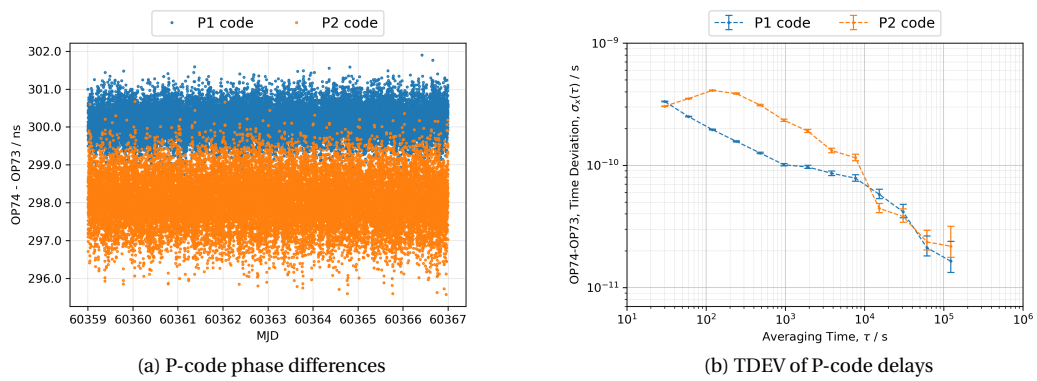 P1 code P2 code
302.0
301.0
300.0
299.0
298.0
297.0
296.0
OP74 - OP73 / ns
60359 60360 60361 60362 60363 60364 60365 60366 60367
MJD
(a) P-code phase differences
P1 code P2 code
10⁻⁹
10⁻¹⁰
10⁻¹¹
OP74-OP73, Time Deviation, σₓ(τ) / s
10¹ 10² 10³ 10⁴ 10⁵ 10⁶
Averaging Time, τ / s
(b) TDEV of P-code delays